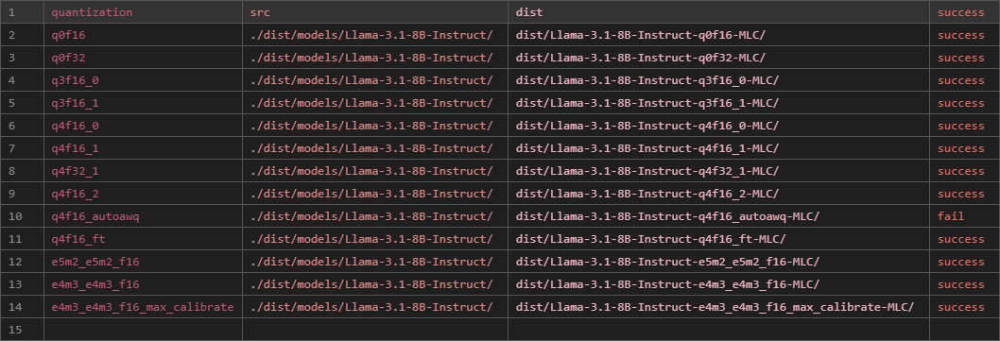 1 quantization src dist success
2 q0f16 ./dist/models/Llama-3.1-8B-Instruct/ dist/Llama-3.1-8B-Instruct-q0f16-MLC/ success
3 q0f32 ./dist/models/Llama-3.1-8B-Instruct/ dist/Llama-3.1-8B-Instruct-q0f32-MLC/ success
4 q3f16_0 ./dist/models/Llama-3.1-8B-Instruct/ dist/Llama-3.1-8B-Instruct-q3f16_0-MLC/ success
5 q3f16_1 ./dist/models/Llama-3.1-8B-Instruct/ dist/Llama-3.1-8B-Instruct-q3f16_1-MLC/ success
6 q4f16_0 ./dist/models/Llama-3.1-8B-Instruct/ dist/Llama-3.1-8B-Instruct-q4f16_0-MLC/ success
7 q4f16_1 ./dist/models/Llama-3.1-8B-Instruct/ dist/Llama-3.1-8B-Instruct-q4f16_1-MLC/ success
8 q4f32_1 ./dist/models/Llama-3.1-8B-Instruct/ dist/Llama-3.1-8B-Instruct-q4f32_1-MLC/ success
9 q4f16_2 ./dist/models/Llama-3.1-8B-Instruct/ dist/Llama-3.1-8B-Instruct-q4f16_2-MLC/ success
10 q4f16_autoawq ./dist/models/Llama-3.1-8B-Instruct/ dist/Llama-3.1-8B-Instruct-q4f16_autoawq-MLC/ fail
11 q4f16_ft ./dist/models/Llama-3.1-8B-Instruct/ dist/Llama-3.1-8B-Instruct-q4f16_ft-MLC/ success
12 e5m2_e5m2_f16 ./dist/models/Llama-3.1-8B-Instruct/ dist/Llama-3.1-8B-Instruct-e5m2_e5m2_f16-MLC/ success
13 e4m3_e4m3_f16 ./dist/models/Llama-3.1-8B-Instruct/ dist/Llama-3.1-8B-Instruct-e4m3_e4m3_f16-MLC/ success
14 e4m3_e4m3_f16_max_calibrate ./dist/models/Llama-3.1-8B-Instruct/ dist/Llama-3.1-8B-Instruct-e4m3_e4m3_f16_max_calibrate-MLC/ success
15